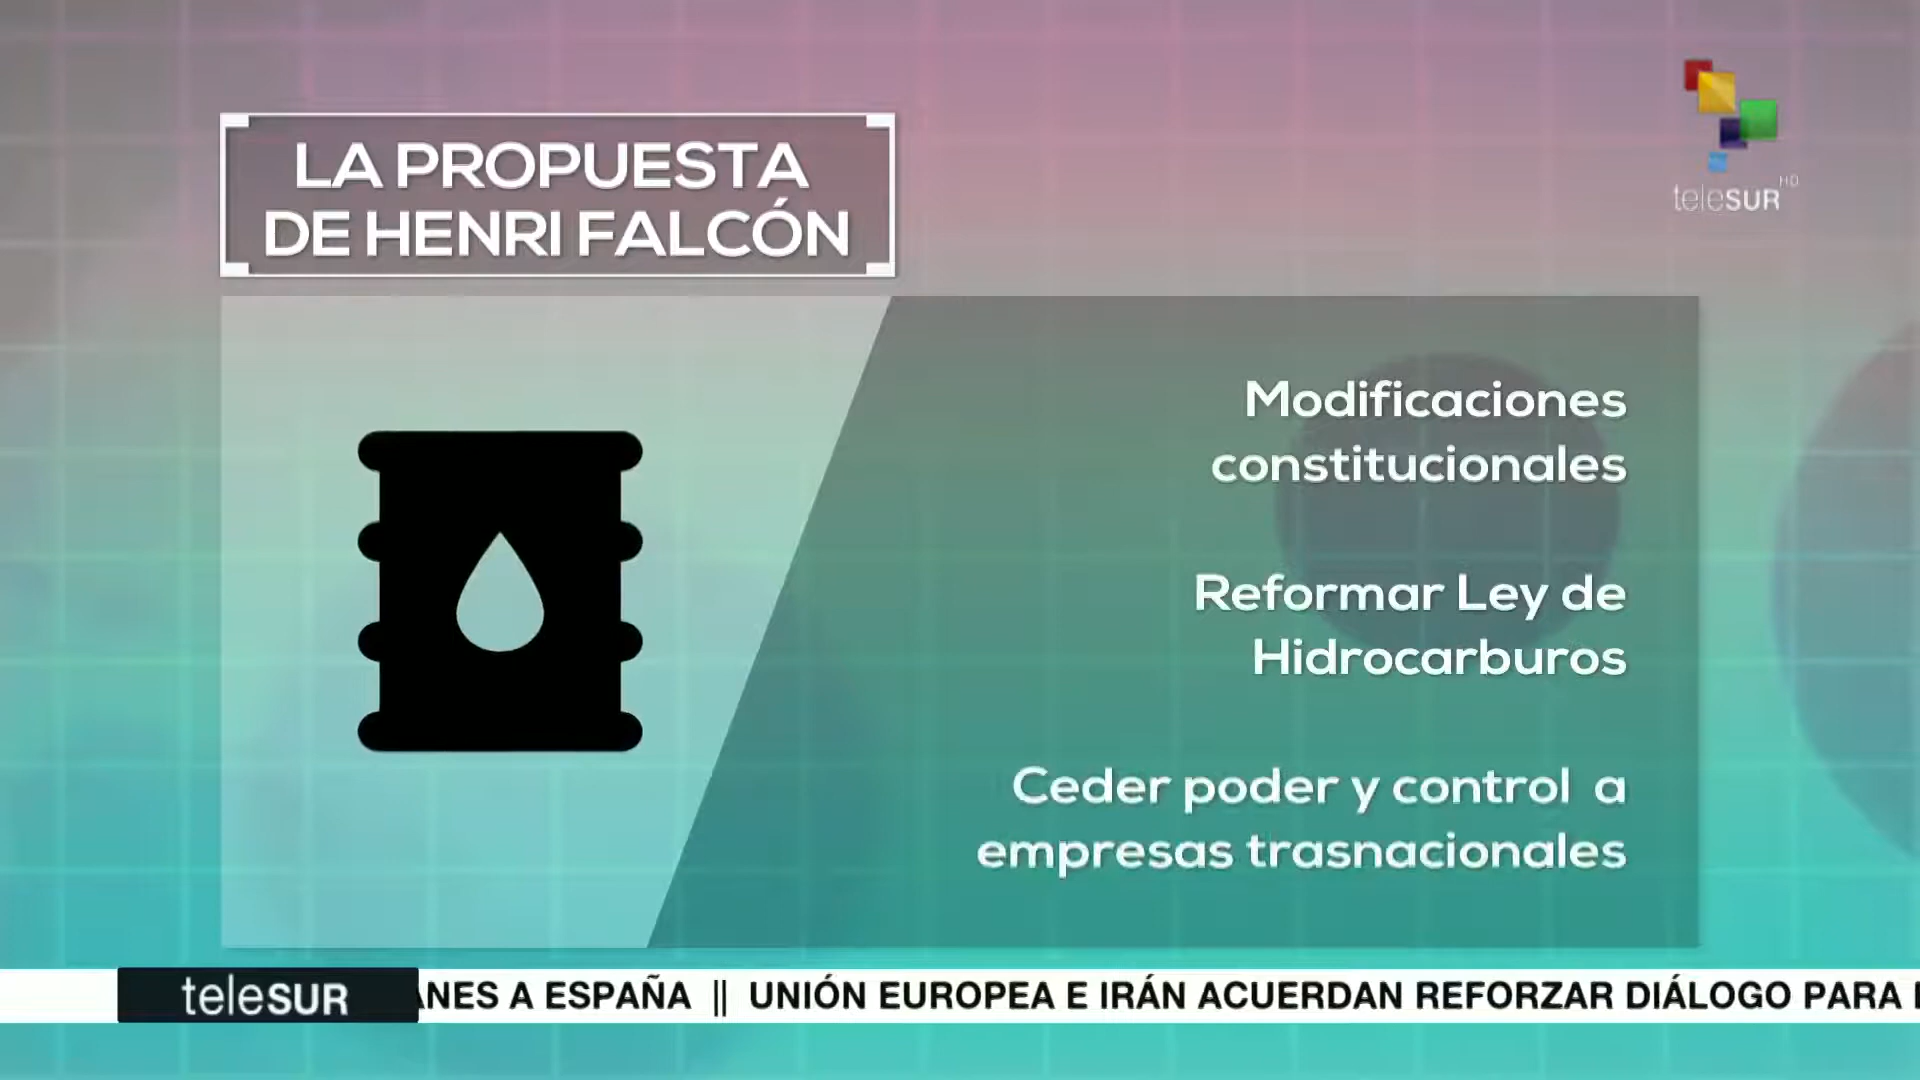 LA PROPUESTA
DE HENRI FALCÓN
teleSUR HD
Modificaciones
constitucionales
Reformar Ley de
Hidrocarburos
Ceder poder y control a
empresas trasnacionales
teleSUR
ANES A ESPAÑA || UNIÓN EUROPEA E IRÁN ACUERDAN REFORZAR DIÁLOGO PARA